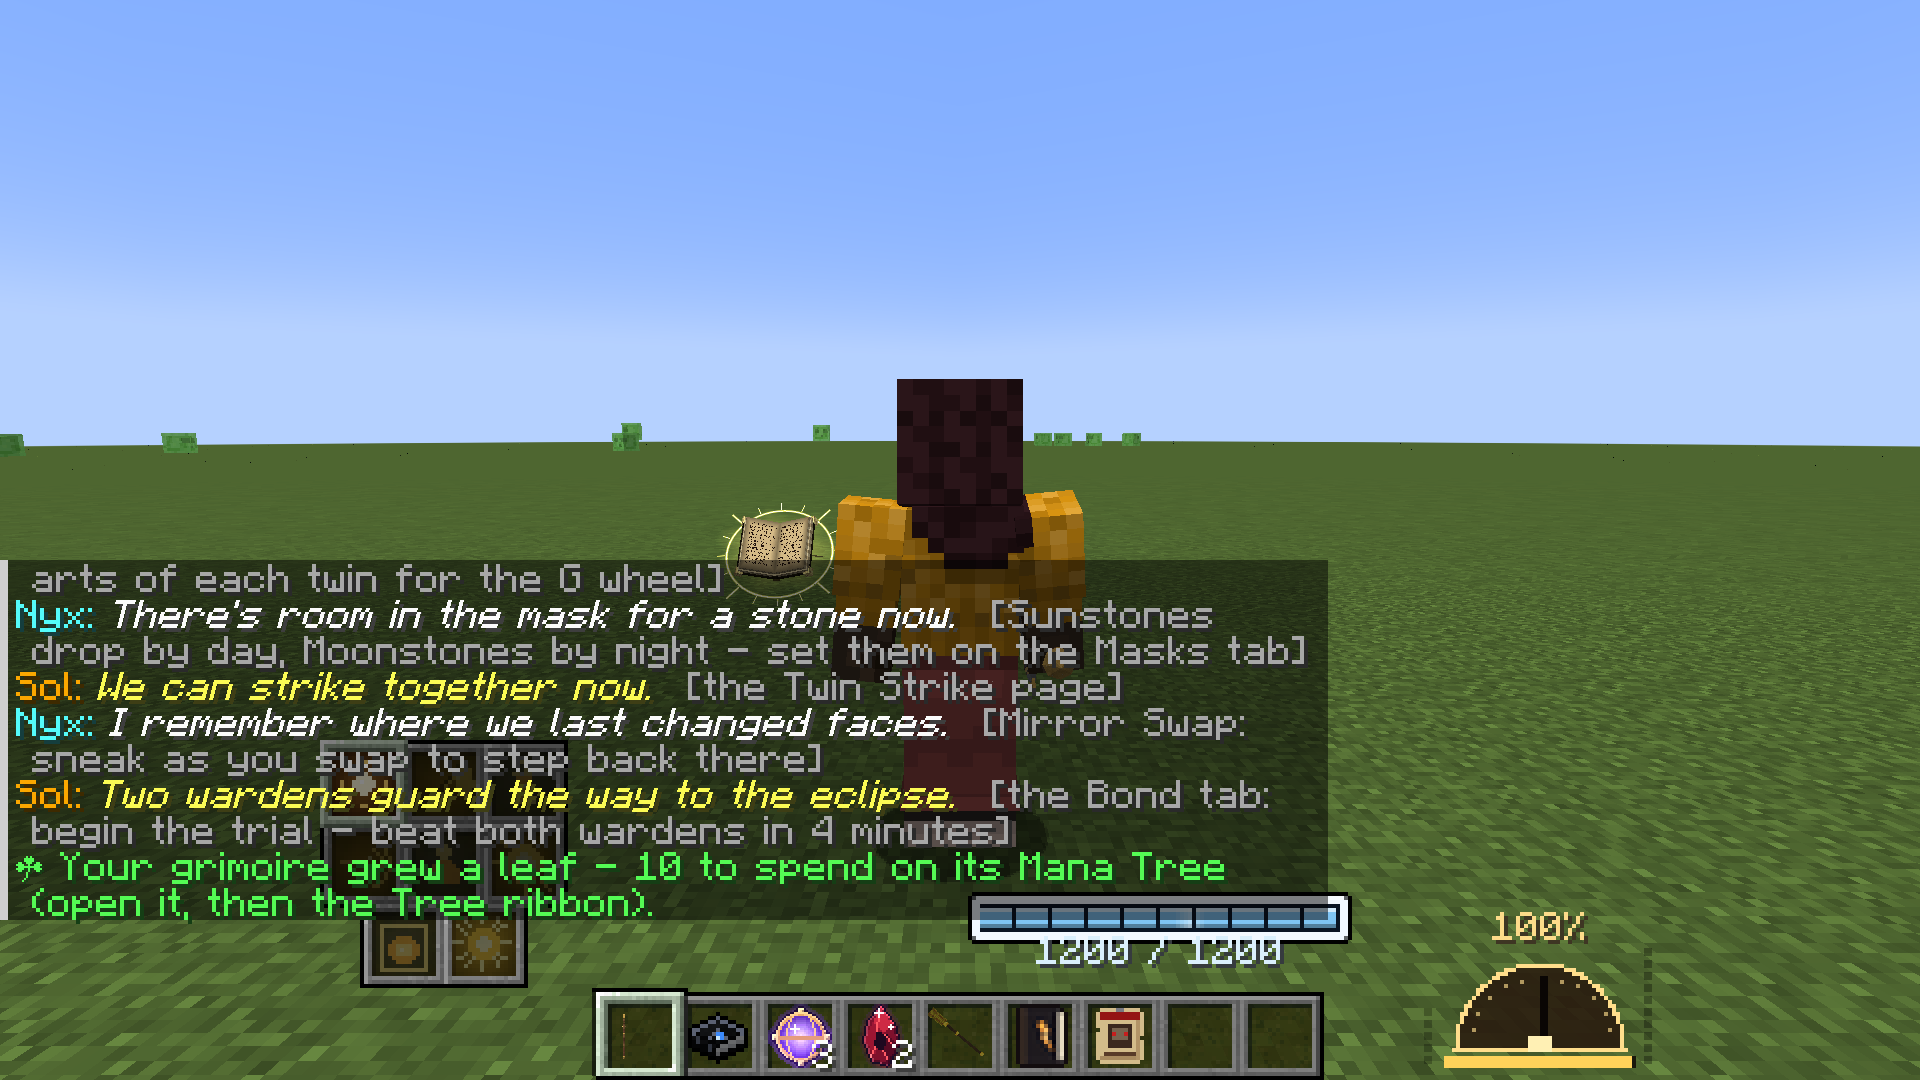 arts of each twin for the G wheel]
Nyx: There's room in the mask for a stone now. [Sunstones
drop by day, Moonstones by night - set them on the Masks tab]
Sol: We can strike together now. [the Twin Strike page]
Nyx: I remember where we last changed faces. [Mirror Swap:
sneak as you swap to step back there]
Sol: Two wardens guard the way to the eclipse. [the Bond tab:
begin the trial - beat both wardens in 4 minutes]
☘ Your grimoire grew a leaf - 10 to spend on its Mana Tree
(open it, then the Tree ribbon).
100%
1200 / 1200
3
2